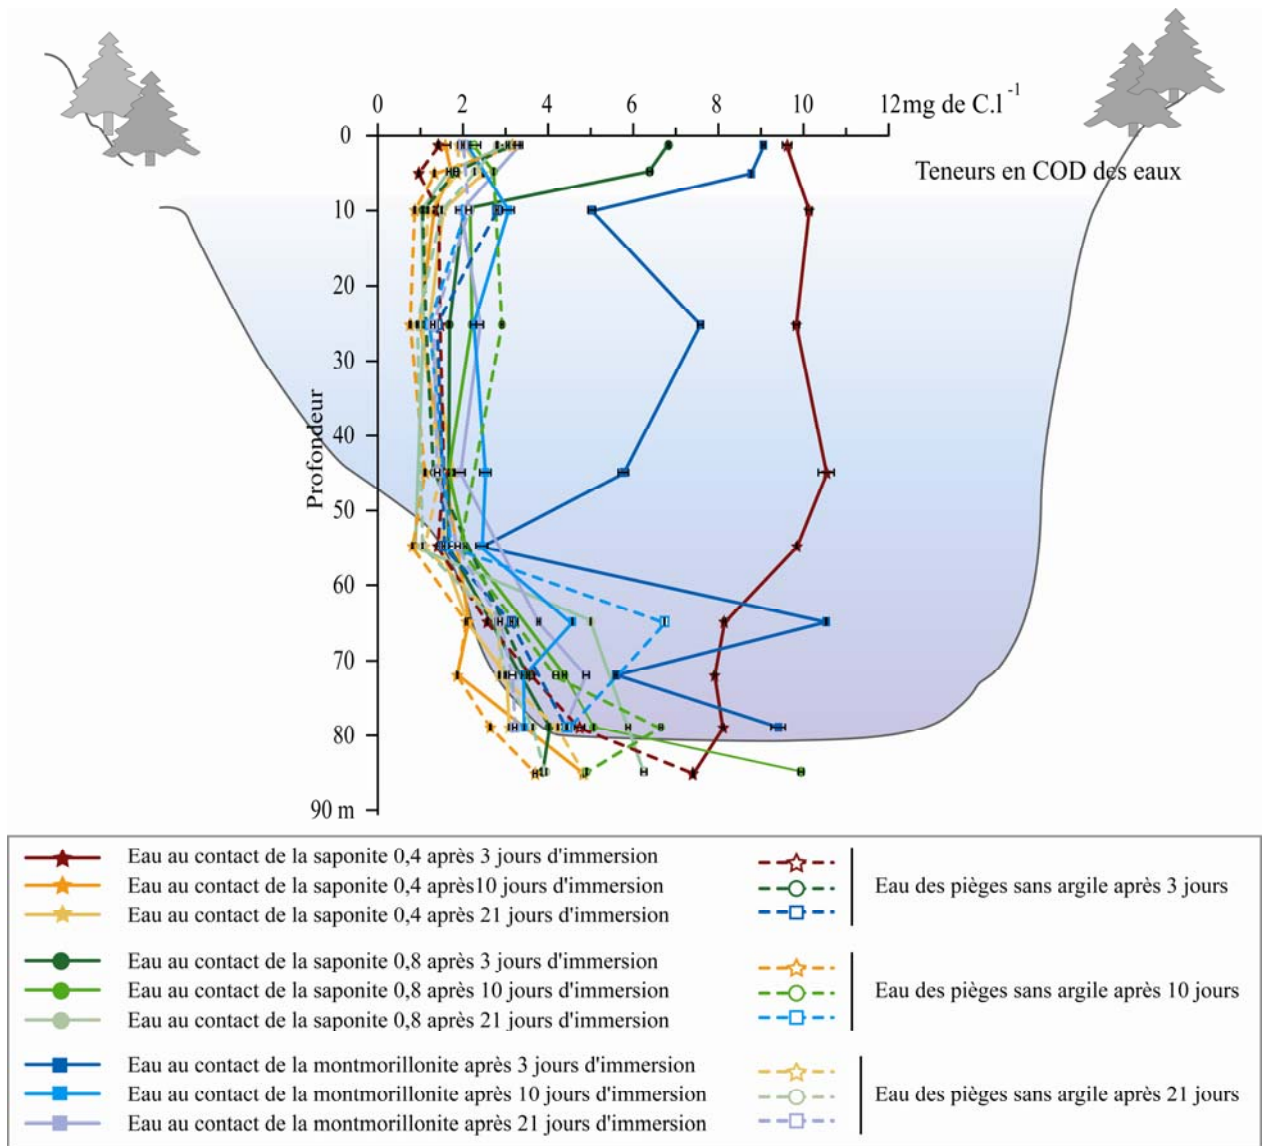 0 2 4 6 8 10 12mg de C.l⁻¹
Teneurs en COD des eaux
Profondeur
0
10
20
30
40
50
60
70
80
90 m
Eau au contact de la saponite 0,4 après 3 jours d'immersion
Eau au contact de la saponite 0,4 après10 jours d'immersion
Eau au contact de la saponite 0,4 après 21 jours d'immersion
Eau au contact de la saponite 0,8 après 3 jours d'immersion
Eau au contact de la saponite 0,8 après 10 jours d'immersion
Eau au contact de la saponite 0,8 après 21 jours d'immersion
Eau au contact de la montmorillonite après 3 jours d'immersion
Eau au contact de la montmorillonite après 10 jours d'immersion
Eau au contact de la montmorillonite après 21 jours d'immersion
Eau des pièges sans argile après 3 jours
Eau des pièges sans argile après 10 jours
Eau des pièges sans argile après 21 jours